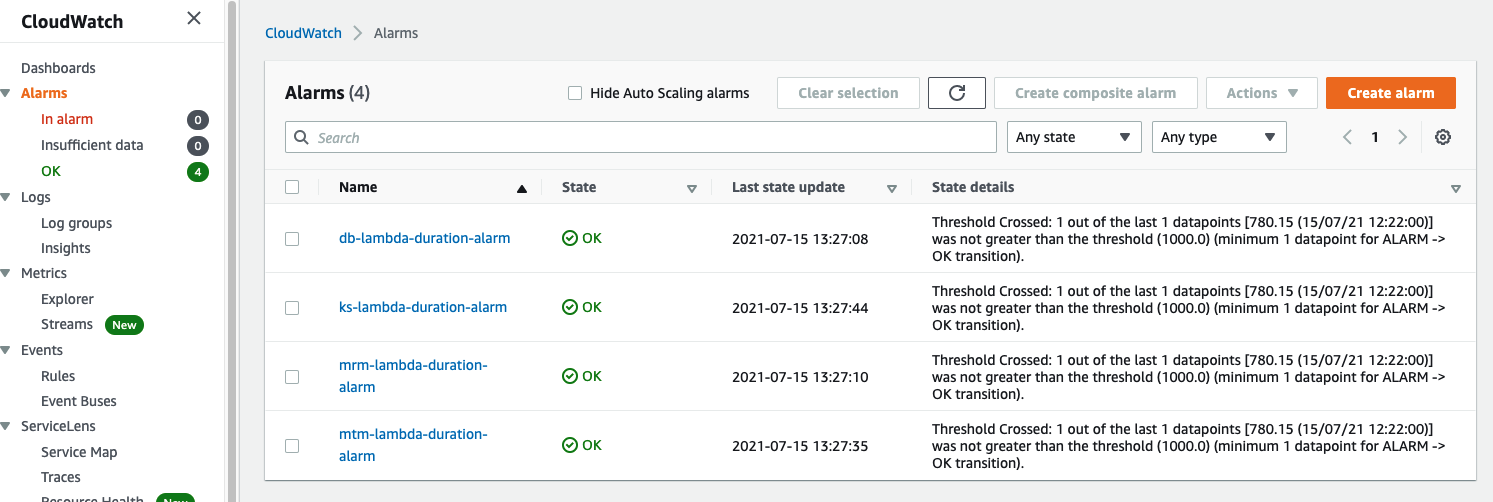 CloudWatch
Dashboards
Alarms
In alarm 0
Insufficient data 0
OK 4
Logs
Log groups
Insights
Metrics
Explorer
Streams New
Events
Rules
Event Buses
ServiceLens
Service Map
Traces
Resource Health New
CloudWatch > Alarms
Alarms (4)
Hide Auto Scaling alarms
Clear selection
Create composite alarm
Actions
Create alarm
Search
Any state
Any type
1
Name State Last state update State details
db-lambda-duration-alarm OK 2021-07-15 13:27:08
Threshold Crossed: 1 out of the last 1 datapoints [780.15 (15/07/21 12:22:00)]
was not greater than the threshold (1000.0) (minimum 1 datapoint for ALARM ->
OK transition).
ks-lambda-duration-alarm OK 2021-07-15 13:27:44
Threshold Crossed: 1 out of the last 1 datapoints [780.15 (15/07/21 12:22:00)]
was not greater than the threshold (1000.0) (minimum 1 datapoint for ALARM ->
OK transition).
mrm-lambda-duration-
alarm
OK 2021-07-15 13:27:10
Threshold Crossed: 1 out of the last 1 datapoints [780.15 (15/07/21 12:22:00)]
was not greater than the threshold (1000.0) (minimum 1 datapoint for ALARM ->
OK transition).
mtm-lambda-duration-
alarm
OK 2021-07-15 13:27:35
Threshold Crossed: 1 out of the last 1 datapoints [780.15 (15/07/21 12:22:00)]
was not greater than the threshold (1000.0) (minimum 1 datapoint for ALARM ->
OK transition).